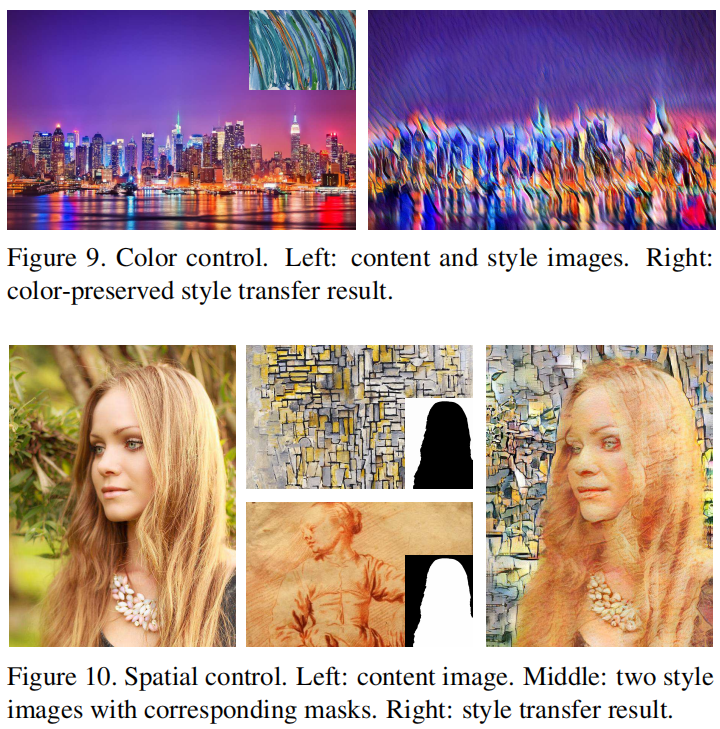 Figure 9. Color control. Left: content and style images. Right:
color-preserved style transfer result.
Figure 10. Spatial control. Left: content image. Middle: two style
images with corresponding masks. Right: style transfer result.